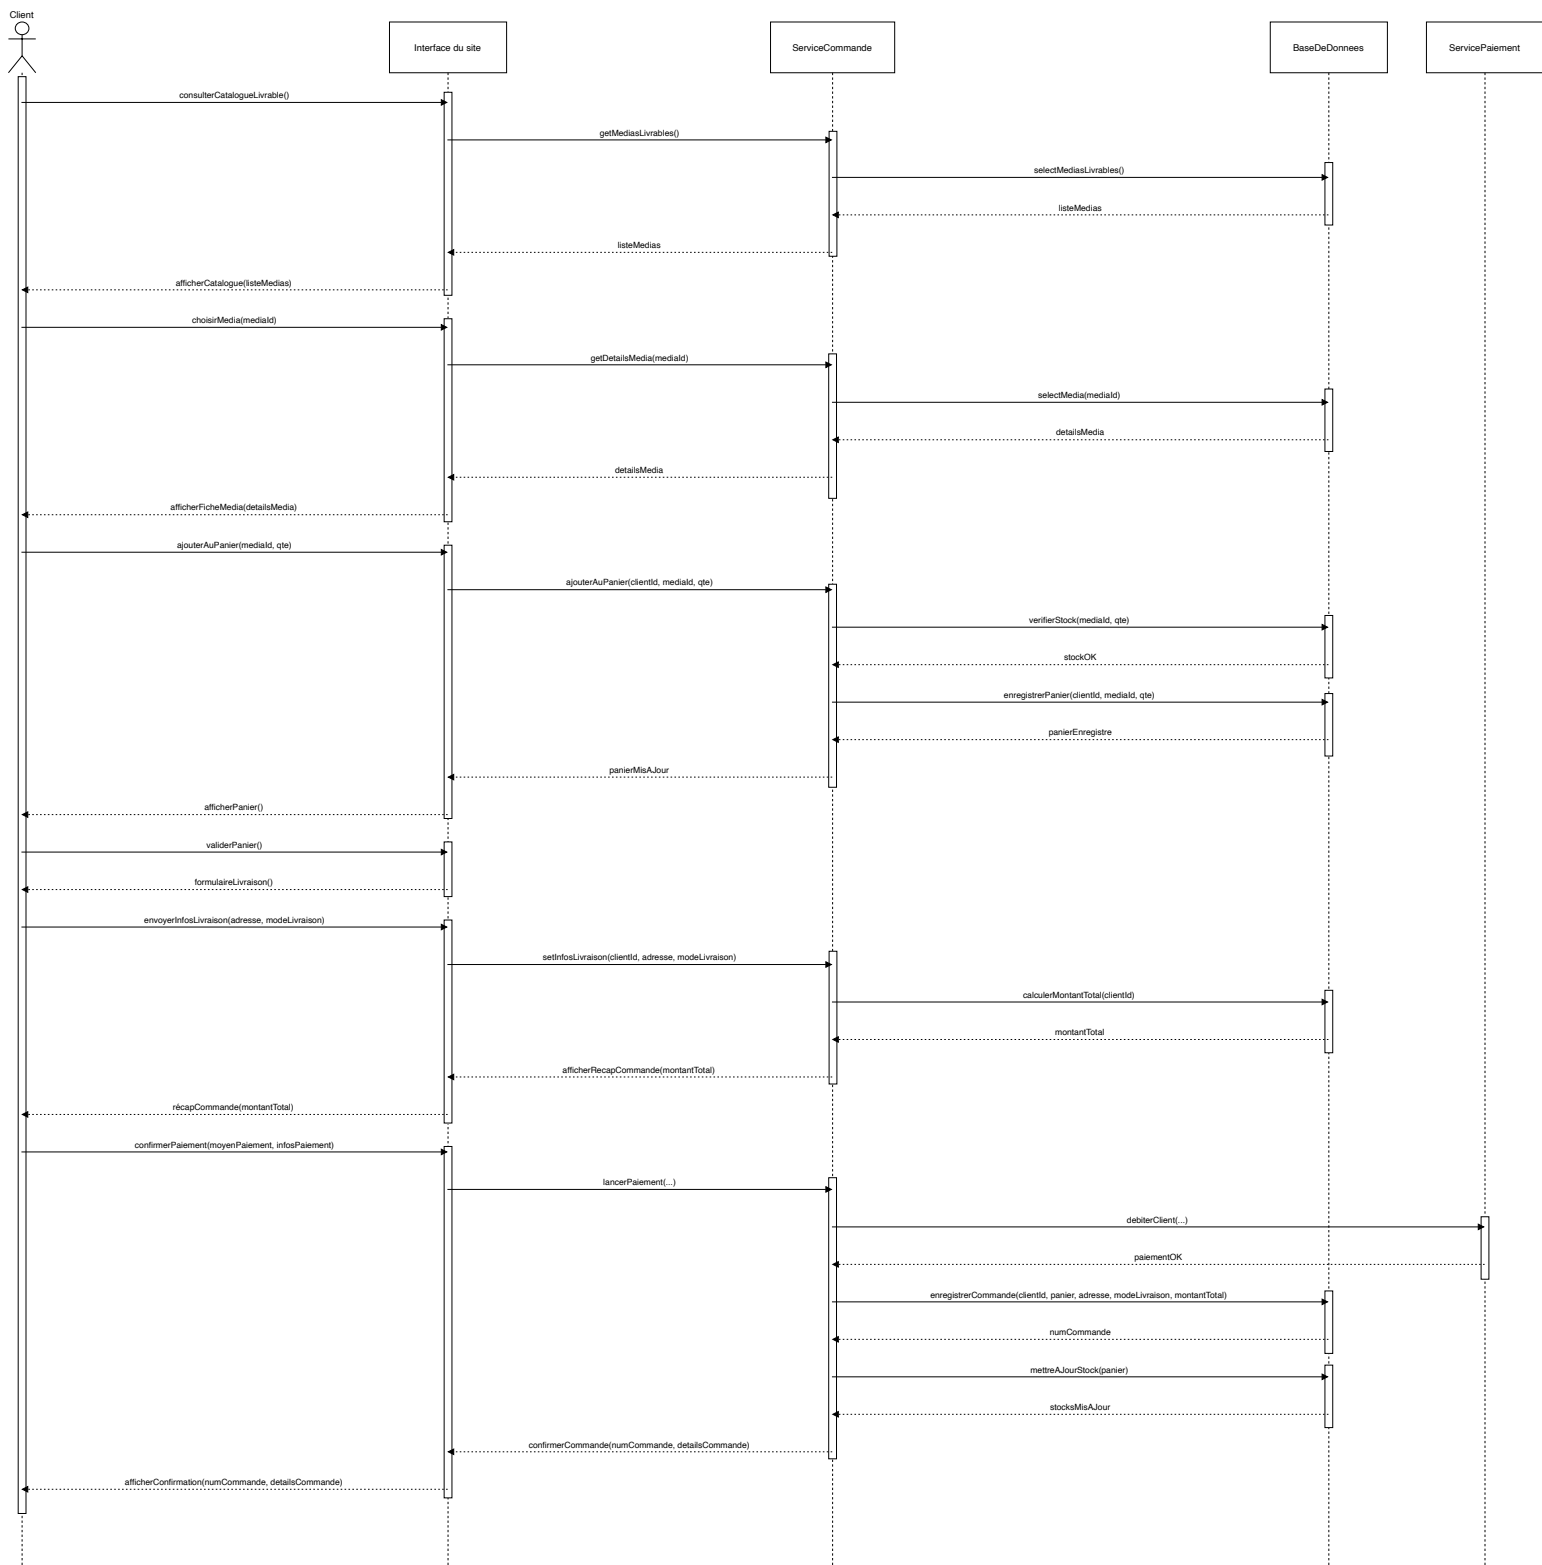 Client
Interface du site
ServiceCommande
BaseDeDonnees
ServicePaiement
consulterCatalogueLivrable()
getMediasLivrables()
selectMediasLivrables()
listeMedias
listeMedias
afficherCatalogue(listeMedias)
choisirMedia(mediaId)
getDetailsMedia(mediaId)
selectMedia(mediaId)
detailsMedia
detailsMedia
afficherFicheMedia(detailsMedia)
ajouterAuPanier(mediaId, qte)
ajouterAuPanier(clientId, mediaId, qte)
verifierStock(mediaId, qte)
stockOK
enregistrerPanier(clientId, mediaId, qte)
panierEnregistre
panierMisAJour
afficherPanier()
validerPanier()
formulaireLivraison()
envoyerInfosLivraison(adresse, modeLivraison)
setInfosLivraison(clientId, adresse, modeLivraison)
calculerMontantTotal(clientId)
montantTotal
afficherRecapCommande(montantTotal)
récapCommande(montantTotal)
confirmerPaiement(moyenPaiement, infosPaiement)
lancerPaiement(...)
debiterClient(...)
paiementOK
enregistrerCommande(clientId, panier, adresse, modeLivraison, montantTotal)
numCommande
mettreAJourStock(panier)
stocksMisAJour
confirmerCommande(numCommande, detailsCommande)
afficherConfirmation(numCommande, detailsCommande)